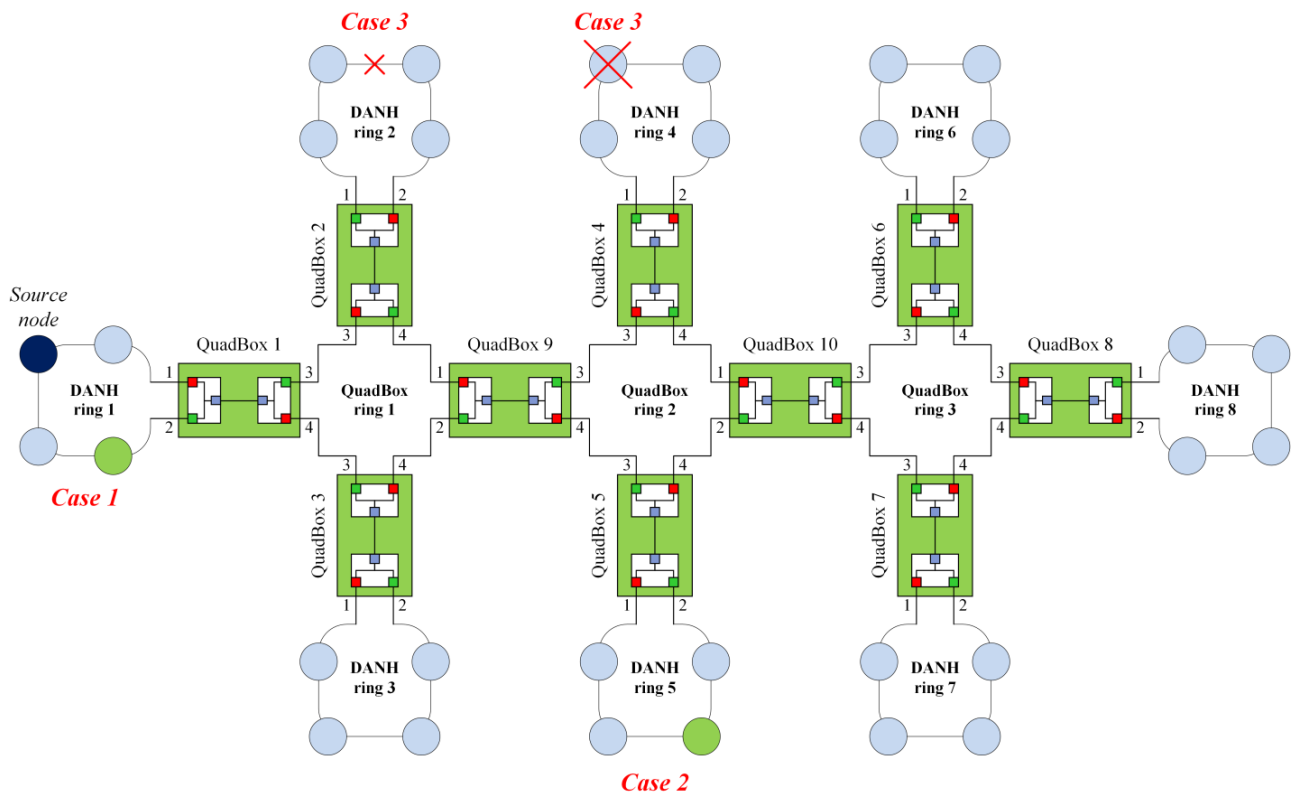 Case 3
Case 3
DANH
ring 2
DANH
ring 4
DANH
ring 6
1
2
1
2
1
2
QuadBox 2
QuadBox 4
QuadBox 6
Source
node
3
4
3
4
3
4
QuadBox 1
QuadBox 9
QuadBox 10
QuadBox 8
DANH
ring 1
1
2
3
4
QuadBox
ring 1
1
2
3
4
QuadBox
ring 2
1
2
3
4
QuadBox
ring 3
3
4
1
2
DANH
ring 8
Case 1
3
4
3
4
3
4
QuadBox 3
QuadBox 5
QuadBox 7
1
2
1
2
1
2
DANH
ring 3
DANH
ring 5
DANH
ring 7
Case 2